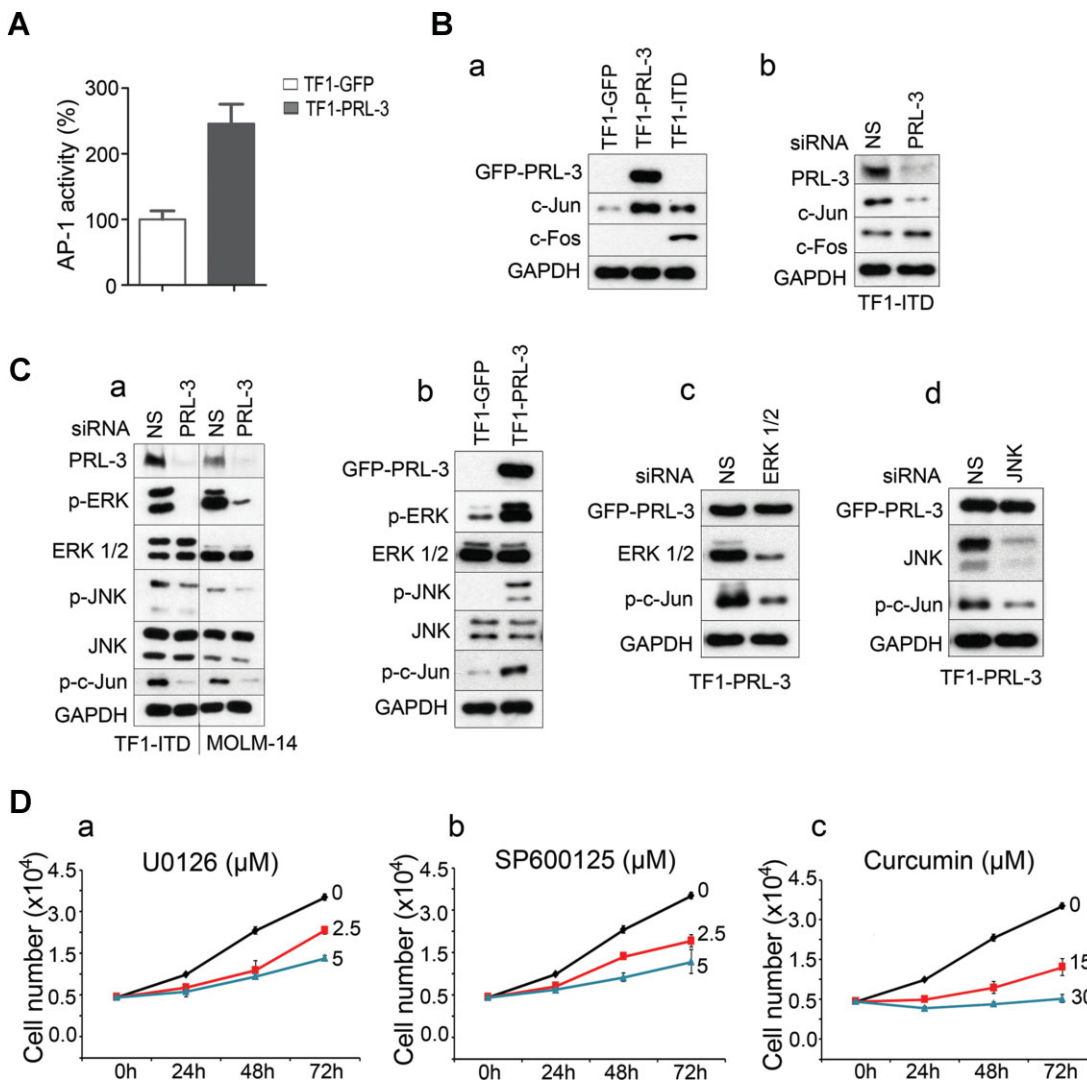 A
AP-1 activity (%)
300
200
100
0
TF1-GFP
TF1-PRL-3
B
a
TF1-GFP
TF1-PRL-3
TF1-ITD
GFP-PRL-3
c-Jun
c-Fos
GAPDH
b
siRNA NS PRL-3
PRL-3
c-Jun
c-Fos
GAPDH
TF1-ITD
C
a
siRNA NS PRL-3 NS PRL-3
PRL-3
p-ERK
ERK 1/2
p-JNK
JNK
p-c-Jun
GAPDH
TF1-ITD MOLM-14
b
TF1-GFP
TF1-PRL-3
GFP-PRL-3
p-ERK
ERK 1/2
p-JNK
JNK
p-c-Jun
GAPDH
c
siRNA NS ERK 1/2
GFP-PRL-3
ERK 1/2
p-c-Jun
GAPDH
TF1-PRL-3
d
siRNA NS JNK
GFP-PRL-3
JNK
p-c-Jun
GAPDH
TF1-PRL-3
D
a
U0126 (µM)
Cell number (x10⁴)
4.5
3.0
1.5
0.5
0.0
0
2.5
5
0h 24h 48h 72h
b
SP600125 (µM)
Cell number (x10⁴)
4.5
3.0
1.5
0.5
0.0
0
2.5
5
0h 24h 48h 72h
c
Curcumin (µM)
Cell number (x10⁴)
4.5
3.0
1.5
0.5
0.0
0
15
30
0h 24h 48h 72h